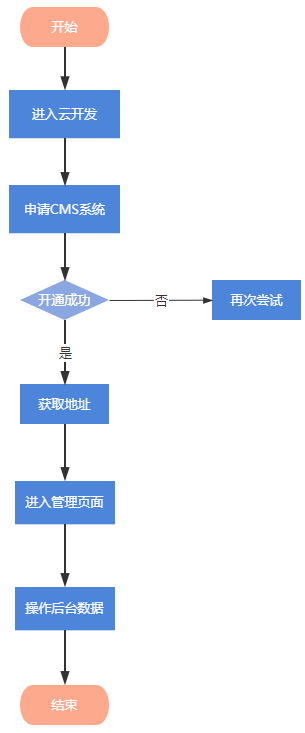 开始
进入云开发
申请CMS系统
开通成功
否
再次尝试
是
获取地址
进入管理页面
操作后台数据
结束